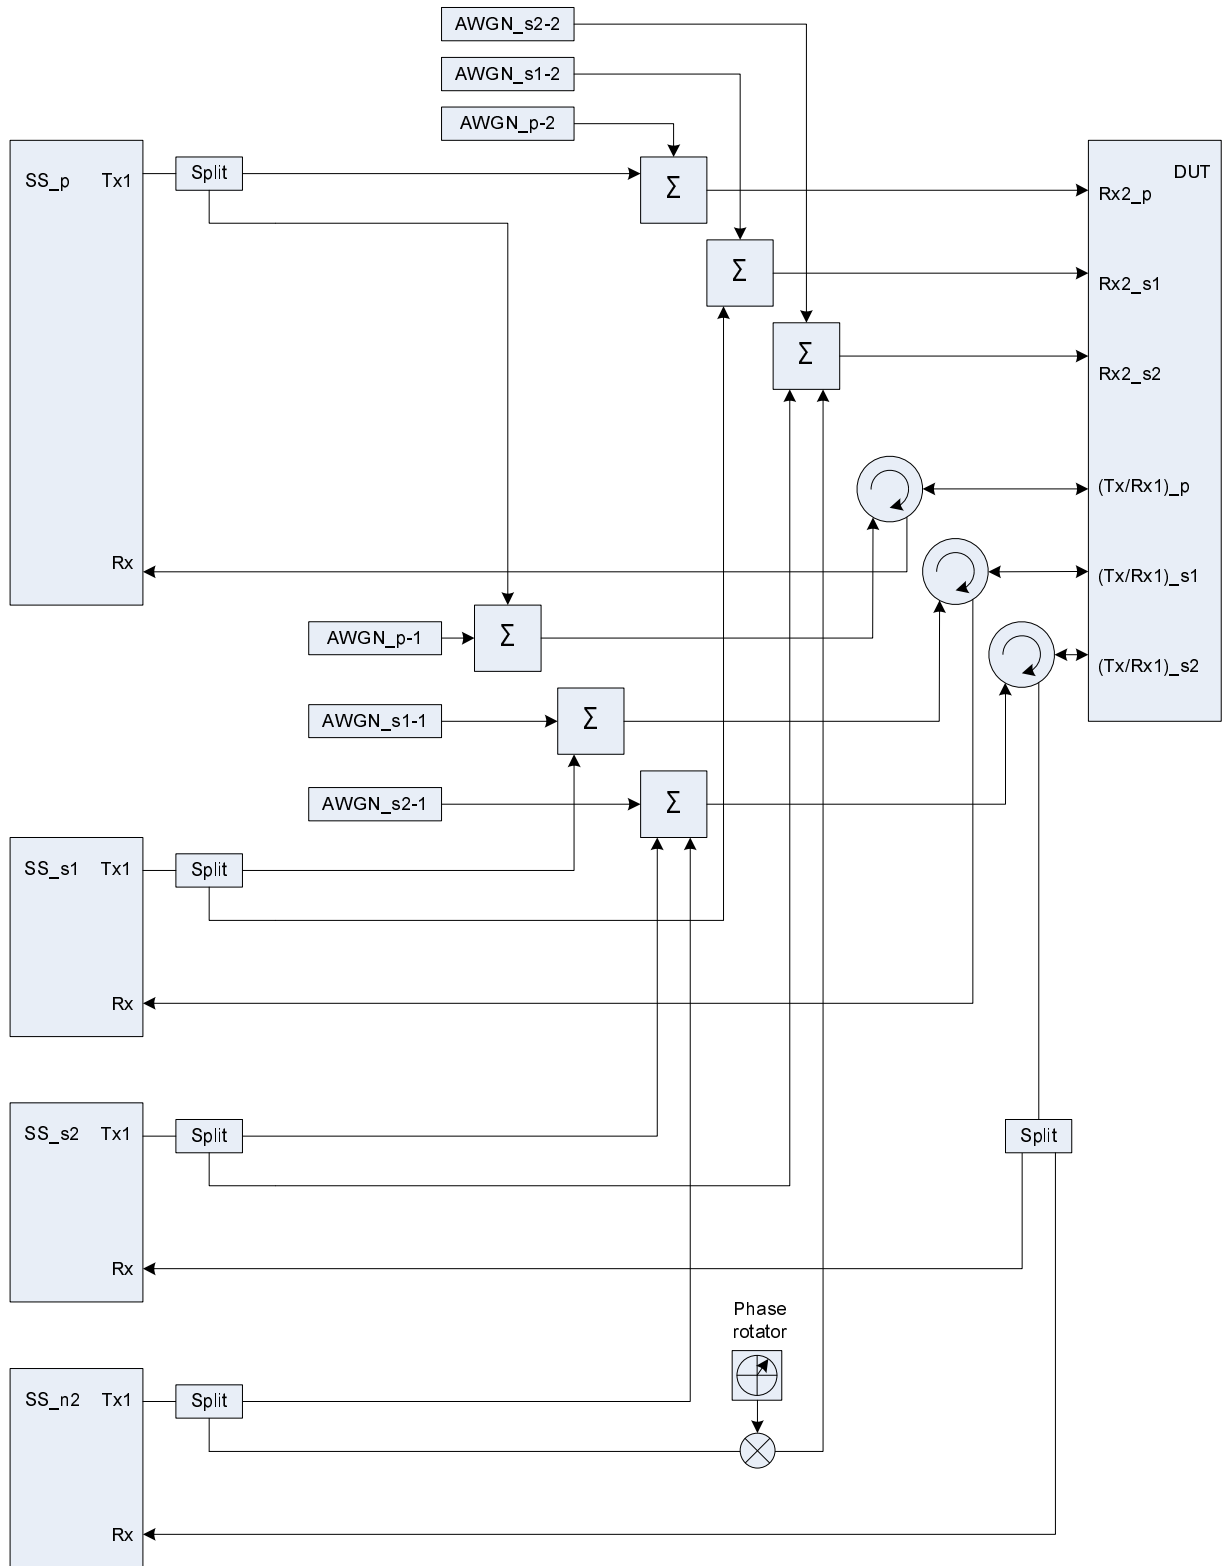 AWGN_s2-2
AWGN_s1-2
AWGN_p-2
SS_p Tx1
Split
Σ
DUT
Rx2_p
Σ
Rx2_s1
Σ
Rx2_s2
(Tx/Rx1)_p
Rx
(Tx/Rx1)_s1
AWGN_p-1
Σ
(Tx/Rx1)_s2
AWGN_s1-1
Σ
AWGN_s2-1
Σ
SS_s1 Tx1
Split
Rx
SS_s2 Tx1
Split
Split
Rx
Phase
rotator
SS_n2 Tx1
Split
Rx